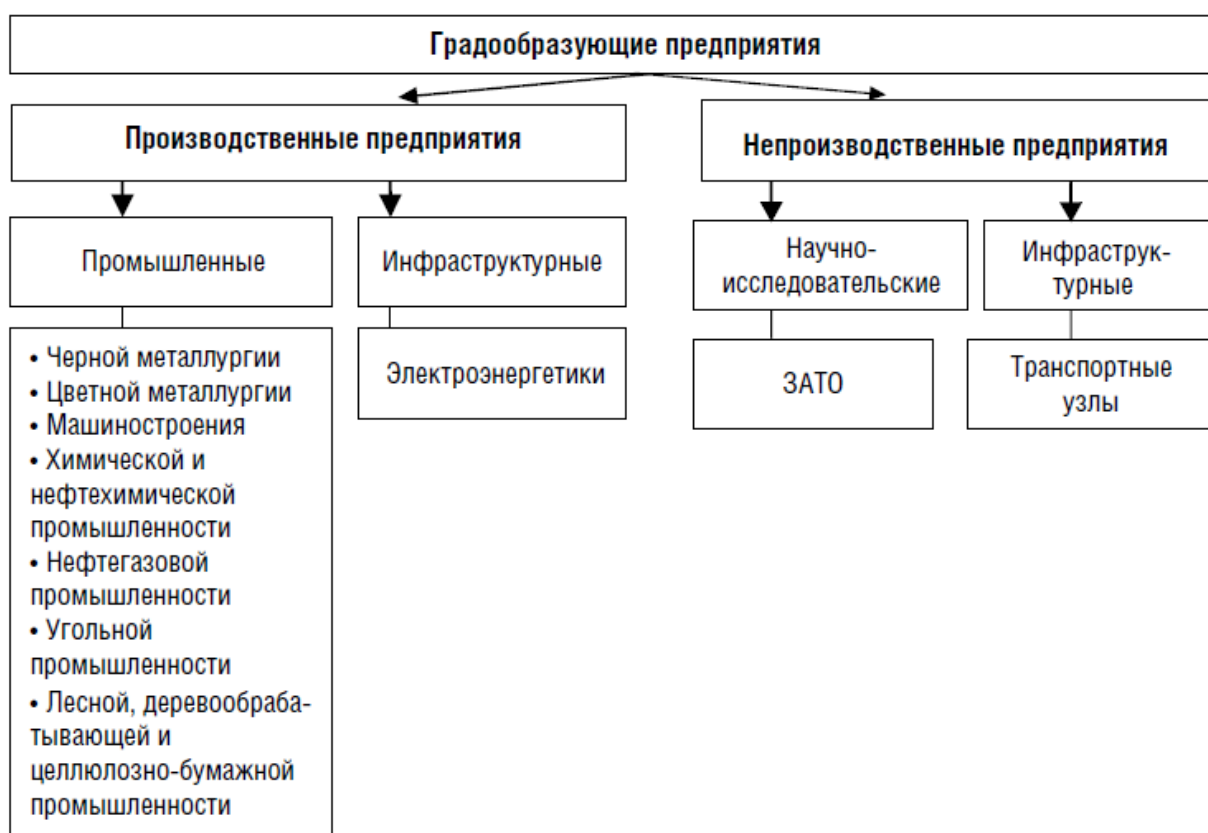 Градообразующие предприятия
Производственные предприятия
Непроизводственные предприятия
Промышленные
Инфраструктурные
Научно-
исследовательские
Инфраструк-
турные
• Черной металлургии
• Цветной металлургии
• Машиностроения
• Химической и
нефтехимической
промышленности
• Нефтегазовой
промышленности
• Угольной
промышленности
• Лесной, деревообраба-
тывающей и
целлюлозно-бумажной
промышленности
Электроэнергетики
ЗАТО
Транспортные
узлы